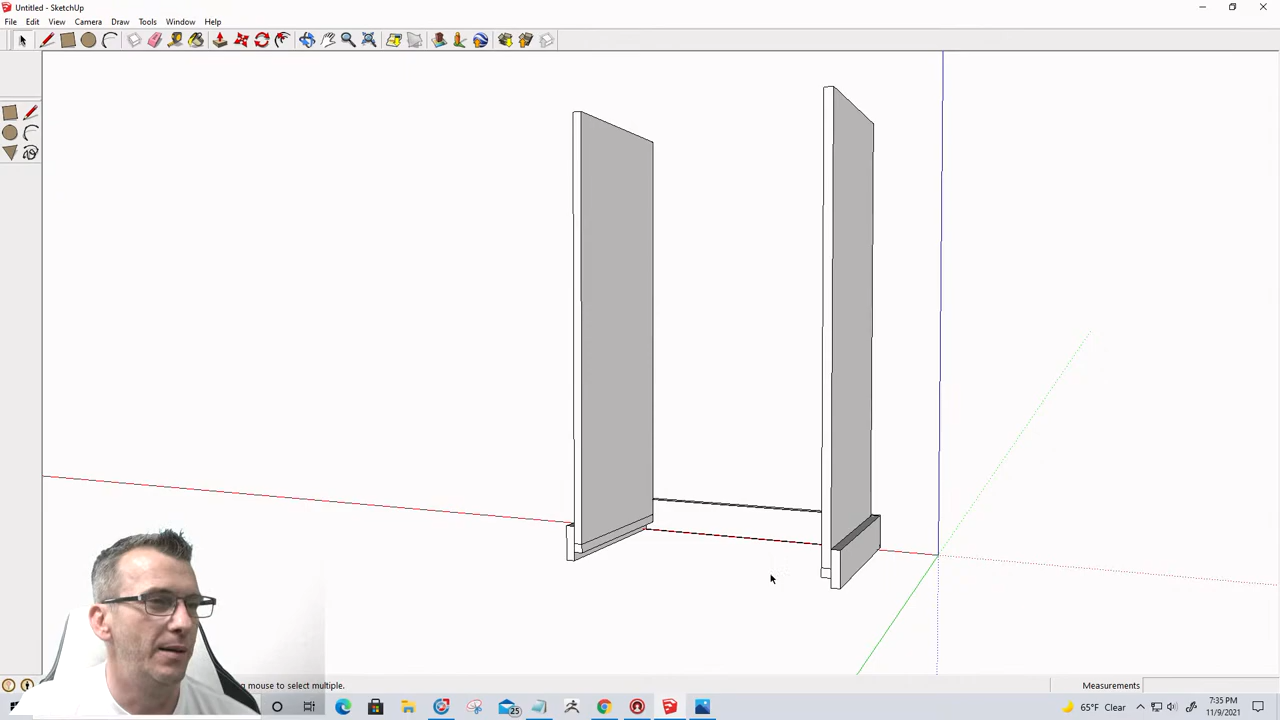 Untitled - SketchUp
File Edit View Camera Draw Tools Window Help
g mouse to select multiple.
Measurements
25
65°F Clear
7:35 PM
11/9/2021